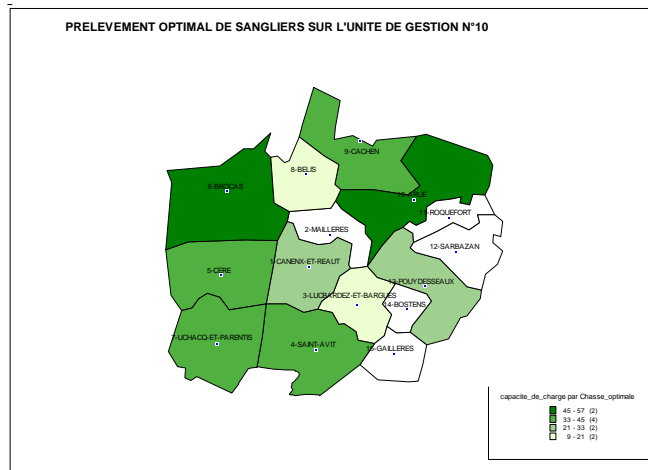 PRELEVEMENT OPTIMAL DE SANGLIERS SUR L'UNITE DE GESTION N°10
9-CACHEN
8-BELIS
6-BROCAS
10-ARUE
11-ROQUEFORT
2-MAILLERES
12-SARBAZAN
1-CANENX-ET-REAUT
5-CERE
13-POUYDESSEAUX
3-LUCBARDEZ-ET-BARGUES
14-BOSTENS
7-UCHACQ-ET-PARENTIS
4-SAINT-AVIT
15-GAILLERES
capacite_de_charge par Chasse_optimale
45 - 57 (2)
33 - 45 (4)
21 - 33 (2)
9 - 21 (2)